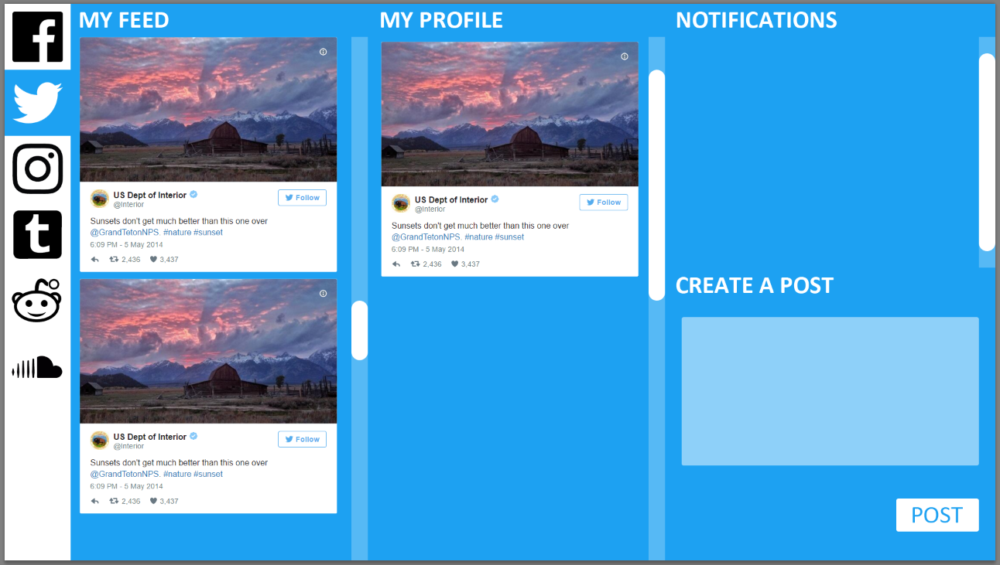 MY FEED
US Dept of Interior
@Interior
Follow
Sunsets don't get much better than this one over
@GrandTetonNPS. #nature #sunset
6:09 PM - 5 May 2014
2,436 3,437
US Dept of Interior
@Interior
Follow
Sunsets don't get much better than this one over
@GrandTetonNPS. #nature #sunset
6:09 PM - 5 May 2014
2,436 3,437
MY PROFILE
US Dept of Interior
@Interior
Follow
Sunsets don't get much better than this one over
@GrandTetonNPS. #nature #sunset
6:09 PM - 5 May 2014
2,436 3,437
NOTIFICATIONS
CREATE A POST
POST